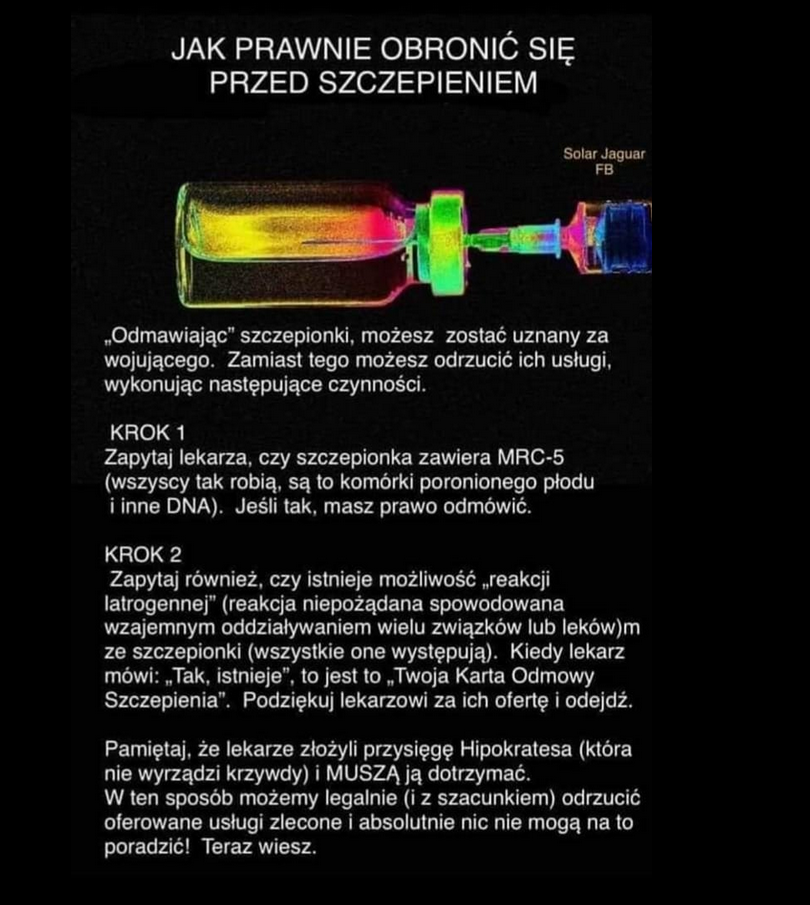 JAK PRAWNIE OBRONIĆ SIĘ
PRZED SZCZEPIENIEM
Solar Jaguar
FB
„Odmawiając” szczepionki, możesz zostać uznany za
wojującego. Zamiast tego możesz odrzucić ich usługi,
wykonując następujące czynności.
KROK 1
Zapytaj lekarza, czy szczepionka zawiera MRC-5
(wszyscy tak robią, są to komórki poronionego płodu
i inne DNA). Jeśli tak, masz prawo odmówić.
KROK 2
Zapytaj również, czy istnieje możliwość „reakcji
Iatrogennej” (reakcja niepożądana spowodowana
wzajemnym oddziaływaniem wielu związków lub leków)m
ze szczepionki (wszystkie one występują). Kiedy lekarz
mówi: „Tak, istnieje”, to jest to „Twoja Karta Odmowy
Szczepienia”. Podziękuj lekarzowi za ich ofertę i odejdź.
Pamiętaj, że lekarze złożyli przysięgę Hipokratesa (która
nie wyrządzi krzywdy) i MUSZĄ ją dotrzymać.
W ten sposób możemy legalnie (i z szacunkiem) odrzucić
oferowane usługi zlecone i absolutnie nic nie mogą na to
poradzić! Teraz wiesz.